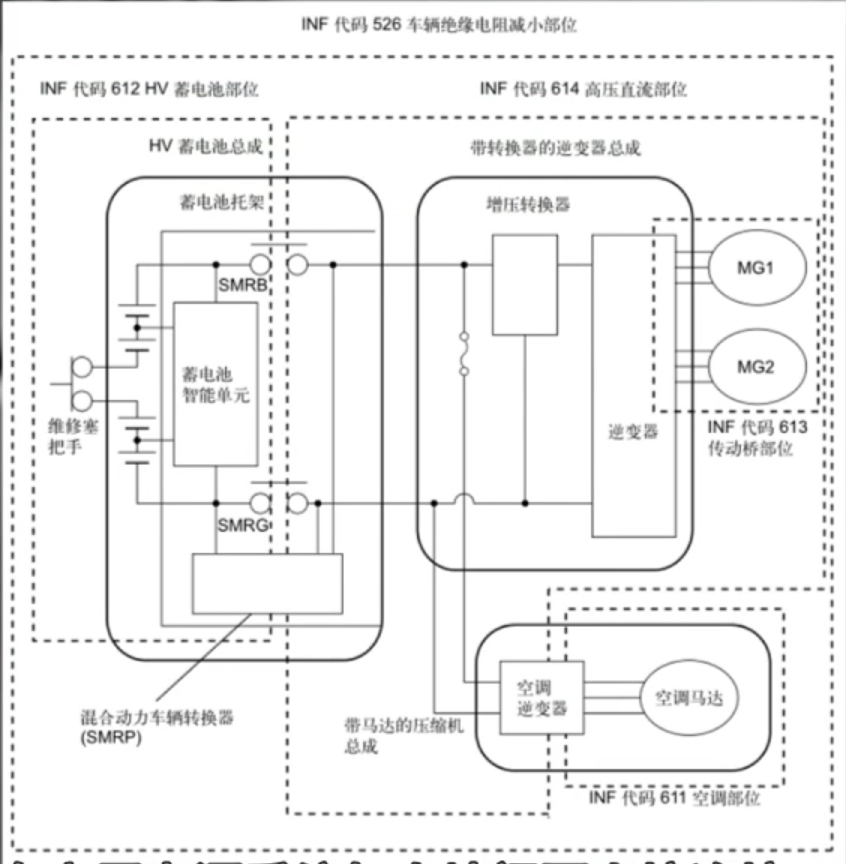 INF 代码 526 车辆绝缘电阻减小部位
INF 代码 612 HV 蓄电池部位
INF 代码 614 高压直流部位
HV 蓄电池总成
带转换器的逆变器总成
蓄电池托架
增压转换器
SMRB
MG1
蓄电池
智能单元
MG2
维修塞
把手
逆变器
INF 代码 613
传动桥部位
SMRG
空调
逆变器
空调马达
混合动力车辆转换器
(SMRP)
带马达的压缩机
总成
INF 代码 611 空调部位